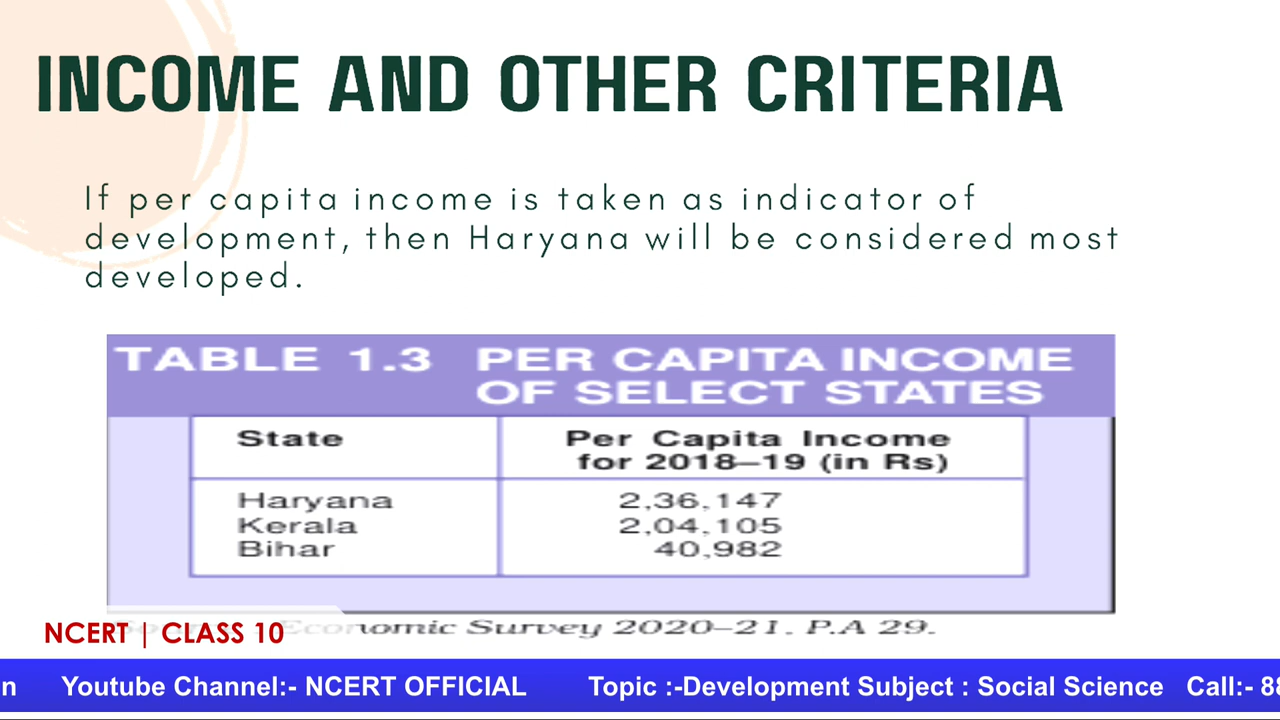 INCOME AND OTHER CRITERIA
If per capita income is taken as indicator of
development, then Haryana will be considered most
developed.
TABLE 1.3 PER CAPITA INCOME
OF SELECT STATES
State Per Capita Income
for 2018–19 (in Rs)
Haryana 2,36,147
Kerala 2,04,105
Bihar 40,982
Economic Survey 2020–21, P.A 29.
NCERT | CLASS 10
n Youtube Channel:- NCERT OFFICIAL Topic :-Development Subject : Social Science Call:- 88